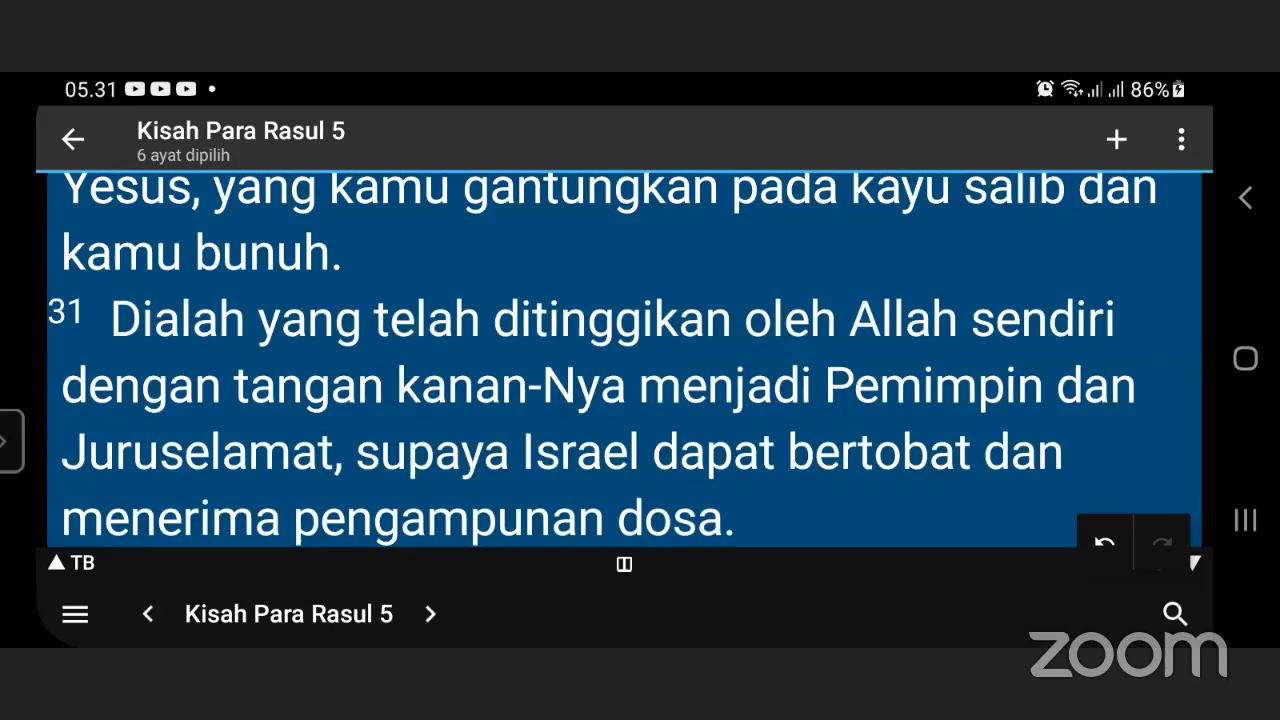 05.31
86%
Kisah Para Rasul 5
6 ayat dipilih
Yesus, yang kamu gantungkan pada kayu salib dan
kamu bunuh.
31 Dialah yang telah ditinggikan oleh Allah sendiri
dengan tangan kanan-Nya menjadi Pemimpin dan
Juruselamat, supaya Israel dapat bertobat dan
menerima pengampunan dosa.
TB
Kisah Para Rasul 5
zoom